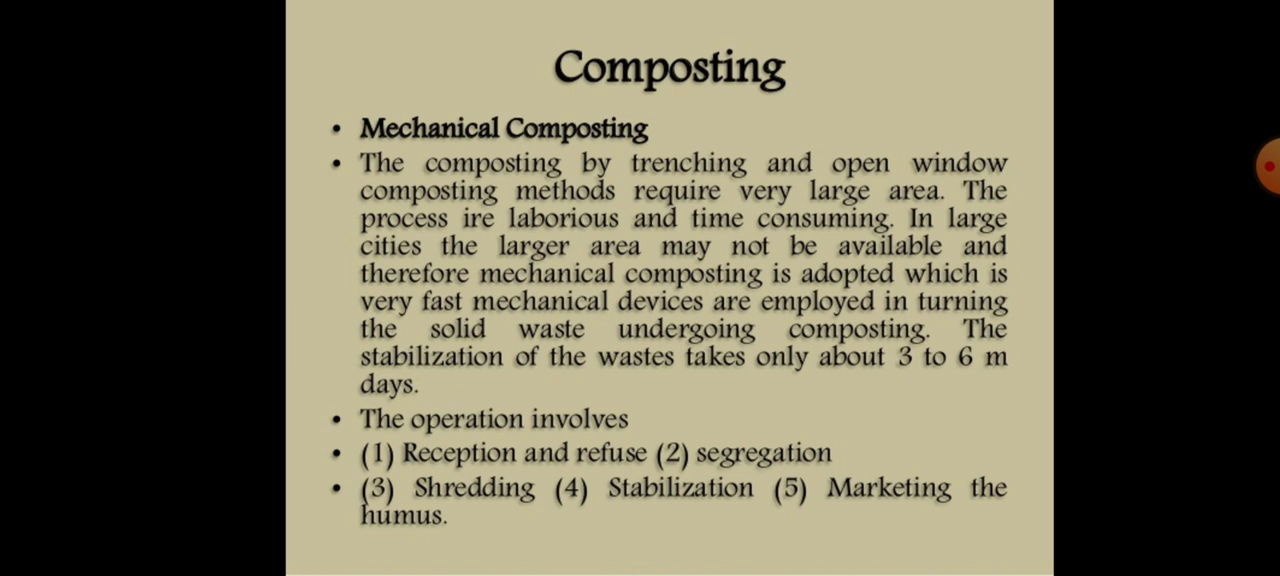 Composting
• Mechanical Composting
• The composting by trenching and open window
composting methods require very large area. The
process ire laborious and time consuming. In large
cities the larger area may not be available and
therefore mechanical composting is adopted which is
very fast mechanical devices are employed in turning
the solid waste undergoing composting. The
stabilization of the wastes takes only about 3 to 6 m
days.
• The operation involves
• (1) Reception and refuse (2) segregation
• (3) Shredding (4) Stabilization (5) Marketing the
humus.